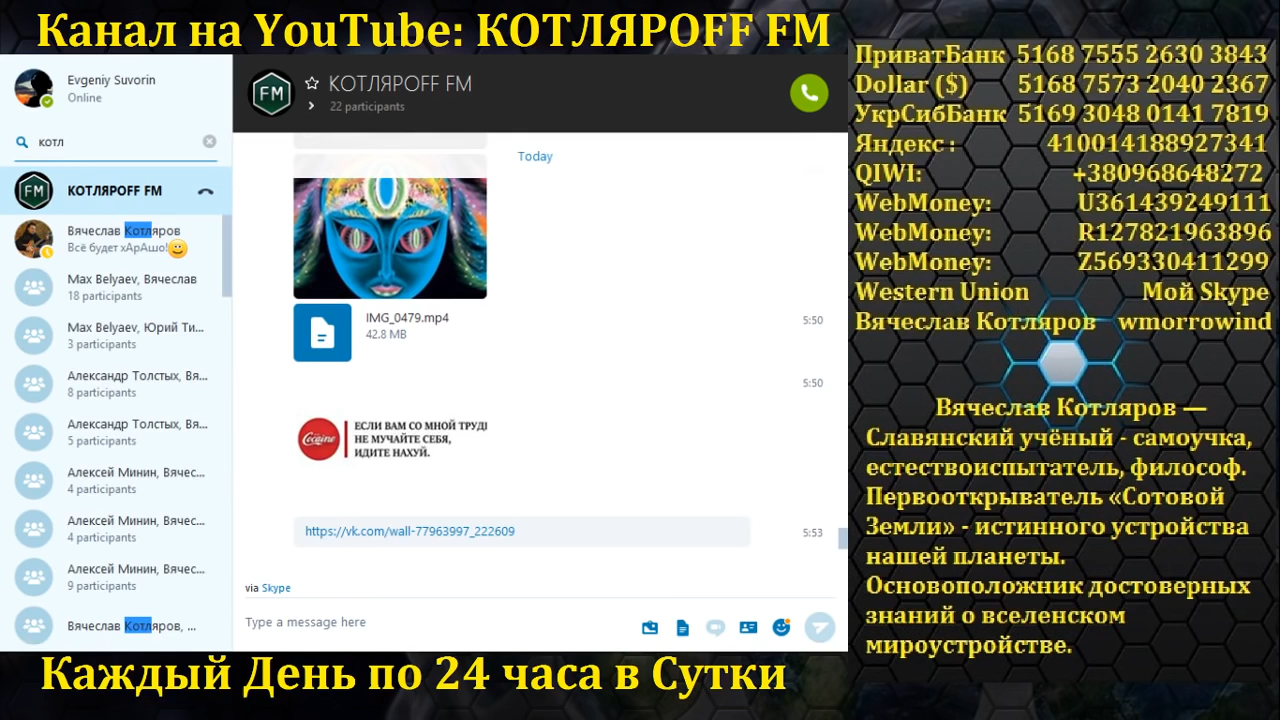 Канал на YouTube: КОТЛЯРОFF FM
Evgeniy Suvorin
Online
котл
КОТЛЯРОFF FM
Вячеслав Котляров
Всё будет хАрАшо!
Max Belyaev, Вячеслав
18 participants
Max Belyaev, Юрий Ти...
3 participants
Александр Толстых, Вя...
8 participants
Александр Толстых, Вя...
5 participants
Алексей Минин, Вячес...
4 participants
Алексей Минин, Вячес...
4 participants
Алексей Минин, Вячес...
9 participants
Вячеслав Котляров, ...
FM
КОТЛЯРОFF FM
22 participants
Today
IMG_0479.mp4
42.8 MB
5:50
5:50
Cocaine
ЕСЛИ ВАМ СО МНОЙ ТРУДІ
НЕ МУЧАЙТЕ СЕБЯ,
ИДИТЕ НАХУЙ.
https://vk.com/wall-77963997_222609
5:53
via Skype
Type a message here
Каждый День по 24 часа в Сутки
ПриватБанк 5168 7555 2630 3843
Dollar ($) 5168 7573 2040 2367
УкрСибБанк 5169 3048 0141 7819
Яндекс : 410014188927341
QIWI: +380968648272
WebMoney: U361439249111
WebMoney: R127821963896
WebMoney: Z569330411299
Western Union Мой Skype
Вячеслав Котляров wmorrowind
Вячеслав Котляров —
Славянский учёный - самоучка,
естествоиспытатель, философ.
Первооткрыватель «Сотовой
Земли» - истинного устройства
нашей планеты.
Основоположник достоверных
знаний о вселенском
мироустройстве.